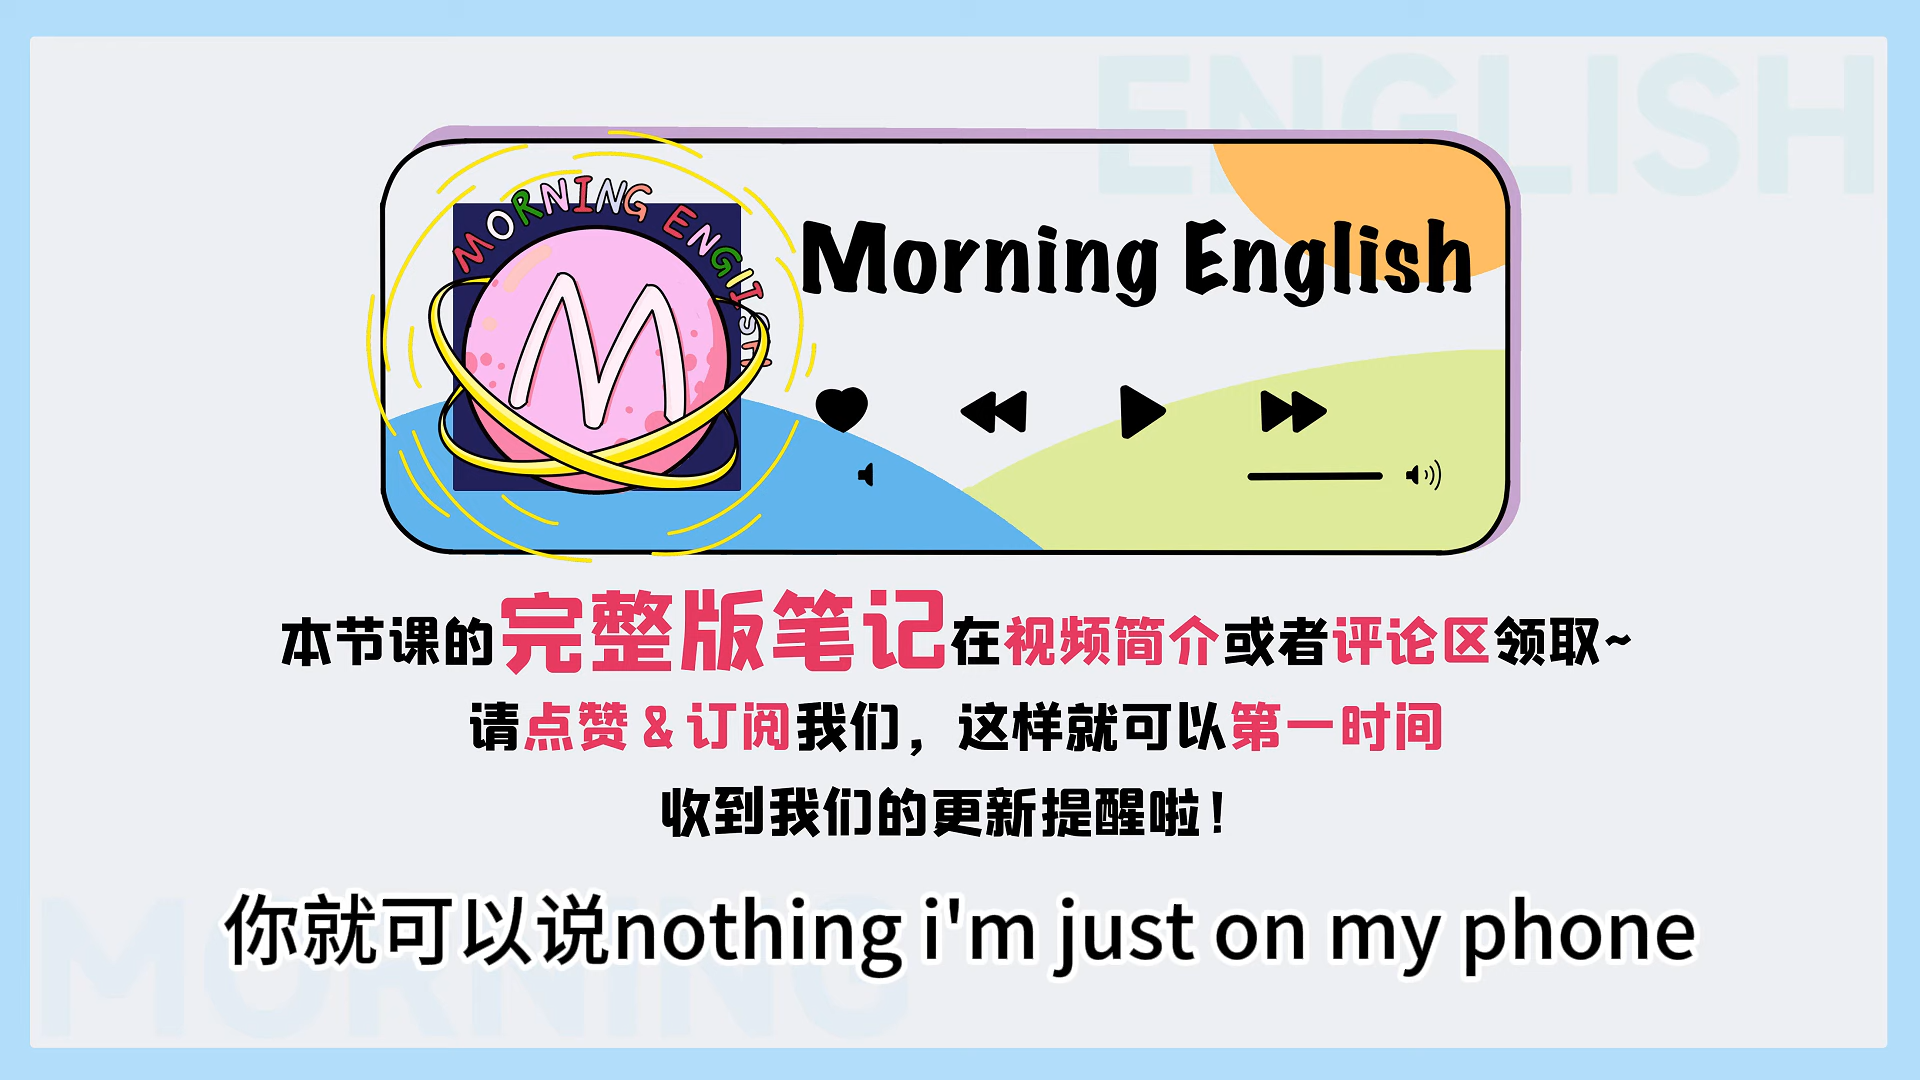 ENGLISH
MORNING ENGLISH
M
Morning English
本节课的完整版笔记在视频简介或者评论区领取~
请点赞&订阅我们，这样就可以第一时间
收到我们的更新提醒啦！
MORNING
你就可以说nothing i'm just on my phone